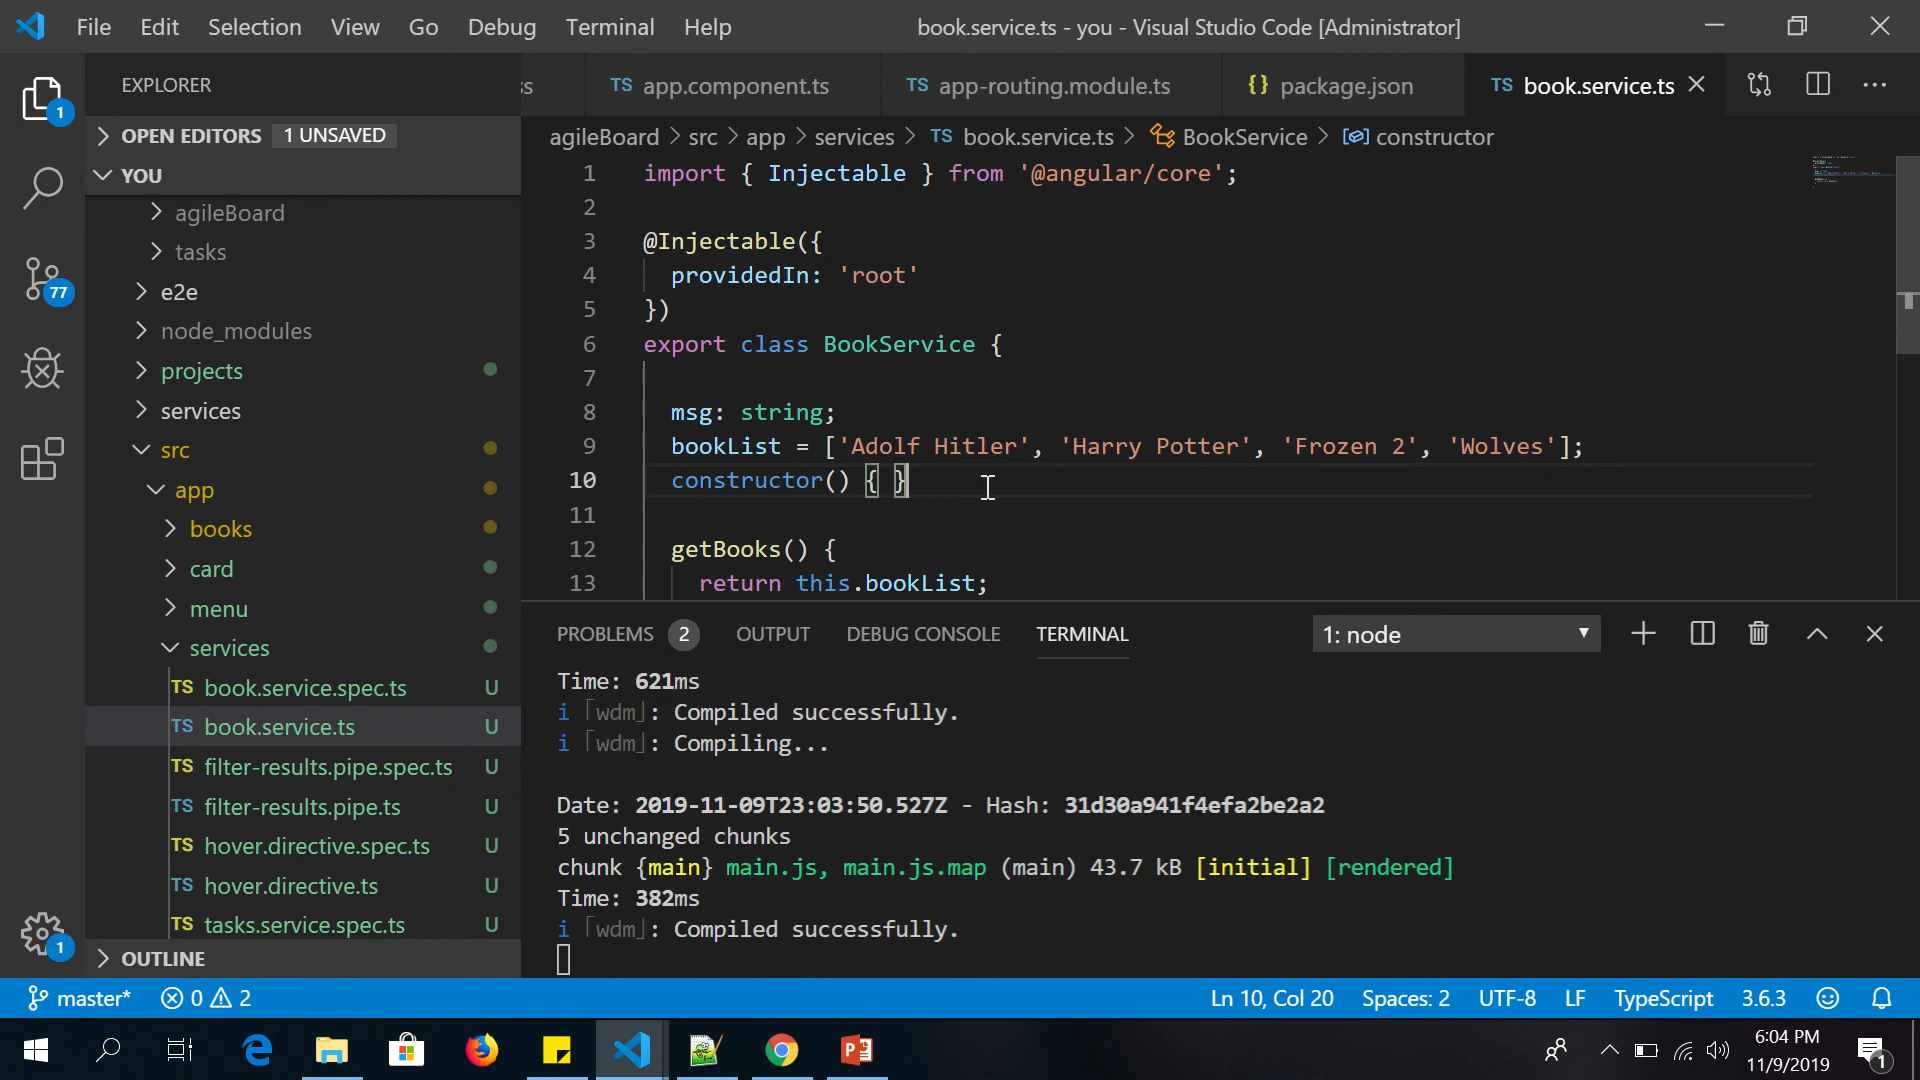 File Edit Selection View Go Debug Terminal Help
book.service.ts - you - Visual Studio Code [Administrator]
EXPLORER
ss
TS app.component.ts
TS app-routing.module.ts
{} package.json
TS book.service.ts
1
OPEN EDITORS 1 UNSAVED
YOU
agileBoard > src > app > services > TS book.service.ts > BookService > constructor
agileBoard
tasks
e2e
node_modules
projects
services
src
app
books
card
menu
services
TS book.service.spec.ts U
TS book.service.ts U
TS filter-results.pipe.spec.ts U
TS filter-results.pipe.ts U
TS hover.directive.spec.ts U
TS hover.directive.ts U
TS tasks.service.spec.ts U
OUTLINE
77
1
1 import { Injectable } from '@angular/core';
2
3 @Injectable({
4 providedIn: 'root'
5 })
6 export class BookService {
7
8 msg: string;
9 bookList = ['Adolf Hitler', 'Harry Potter', 'Frozen 2', 'Wolves'];
10 constructor() { }
11
12 getBooks() {
13 return this.bookList;
PROBLEMS 2 OUTPUT DEBUG CONSOLE TERMINAL 1: node
Time: 621ms
i ｢wdm｣: Compiled successfully.
i ｢wdm｣: Compiling...
Date: 2019-11-09T23:03:50.527Z - Hash: 31d30a941f4efa2be2a2
5 unchanged chunks
chunk {main} main.js, main.js.map (main) 43.7 kB [initial] [rendered]
Time: 382ms
i ｢wdm｣: Compiled successfully.
master* 0 2 Ln 10, Col 20 Spaces: 2 UTF-8 LF TypeScript 3.6.3
6:04 PM
11/9/2019
1